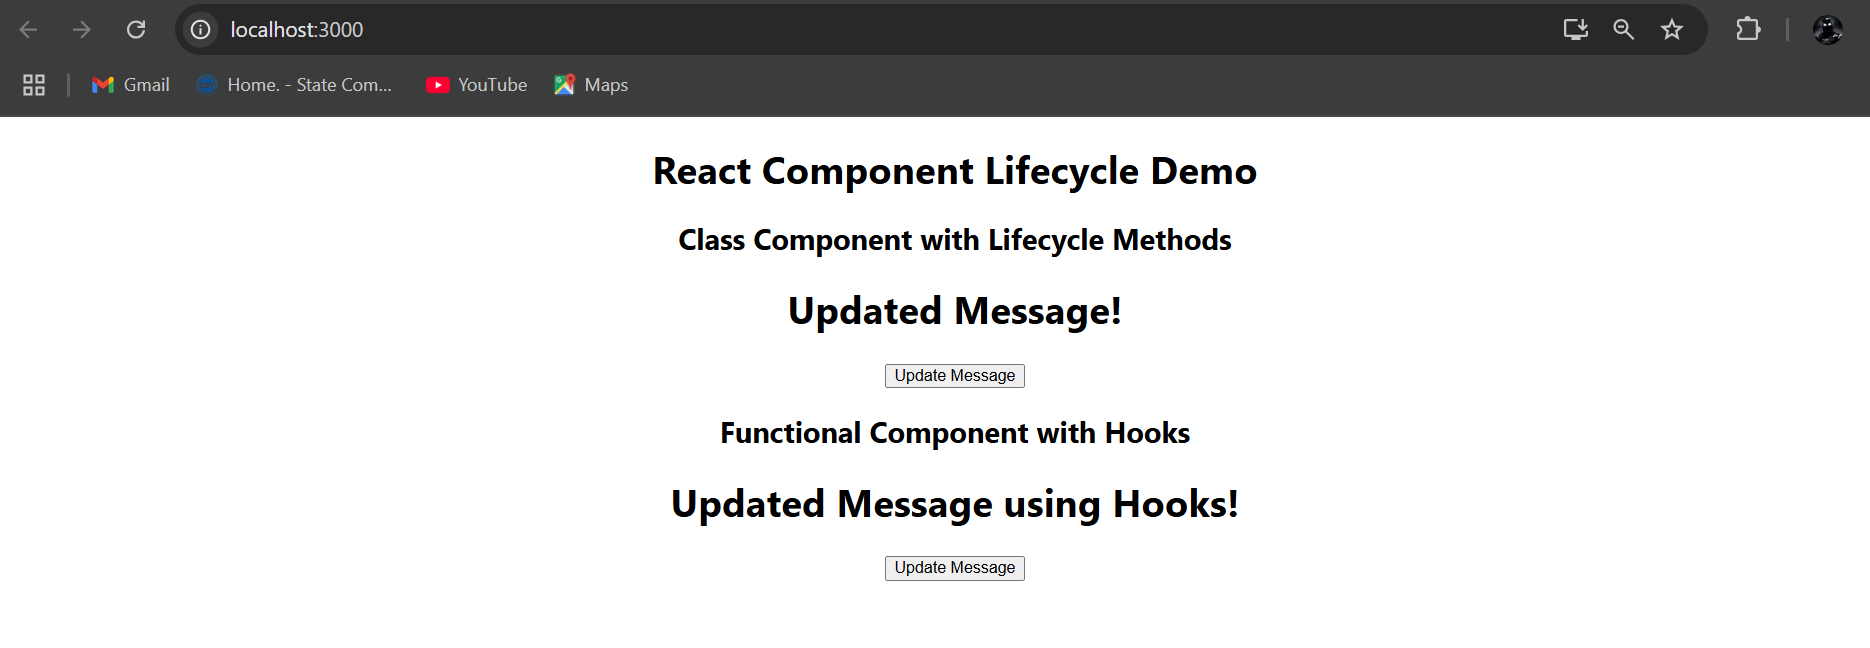 localhost:3000
Gmail Home. - State Com... YouTube Maps
React Component Lifecycle Demo
Class Component with Lifecycle Methods
Updated Message!
Update Message
Functional Component with Hooks
Updated Message using Hooks!
Update Message